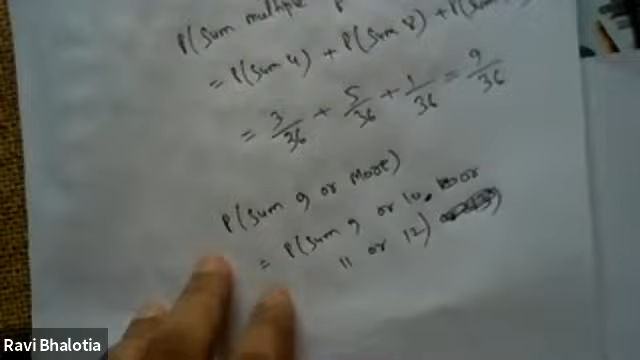 P(Sum multiple
= P(Sum 4) + P(Sum 8) + P(Sum
= 3/36 + 5/36 + 1/36 = 9/36
P(Sum 9 or More)
= P(Sum 9 or 10, or
11 or 12)
Ravi Bhalotia